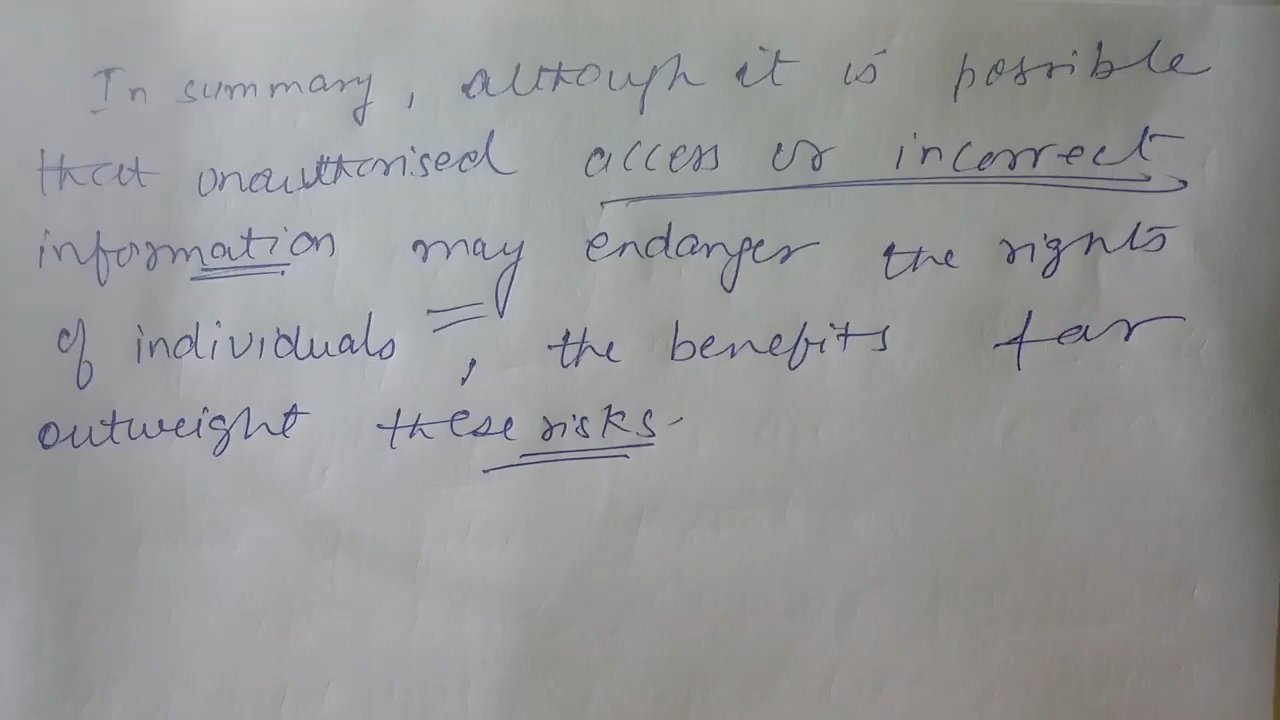 In summary, although it is possible
that unauthorised access or incorrect
information may endanger the rights
of individuals, the benefits far
outweight these risks.